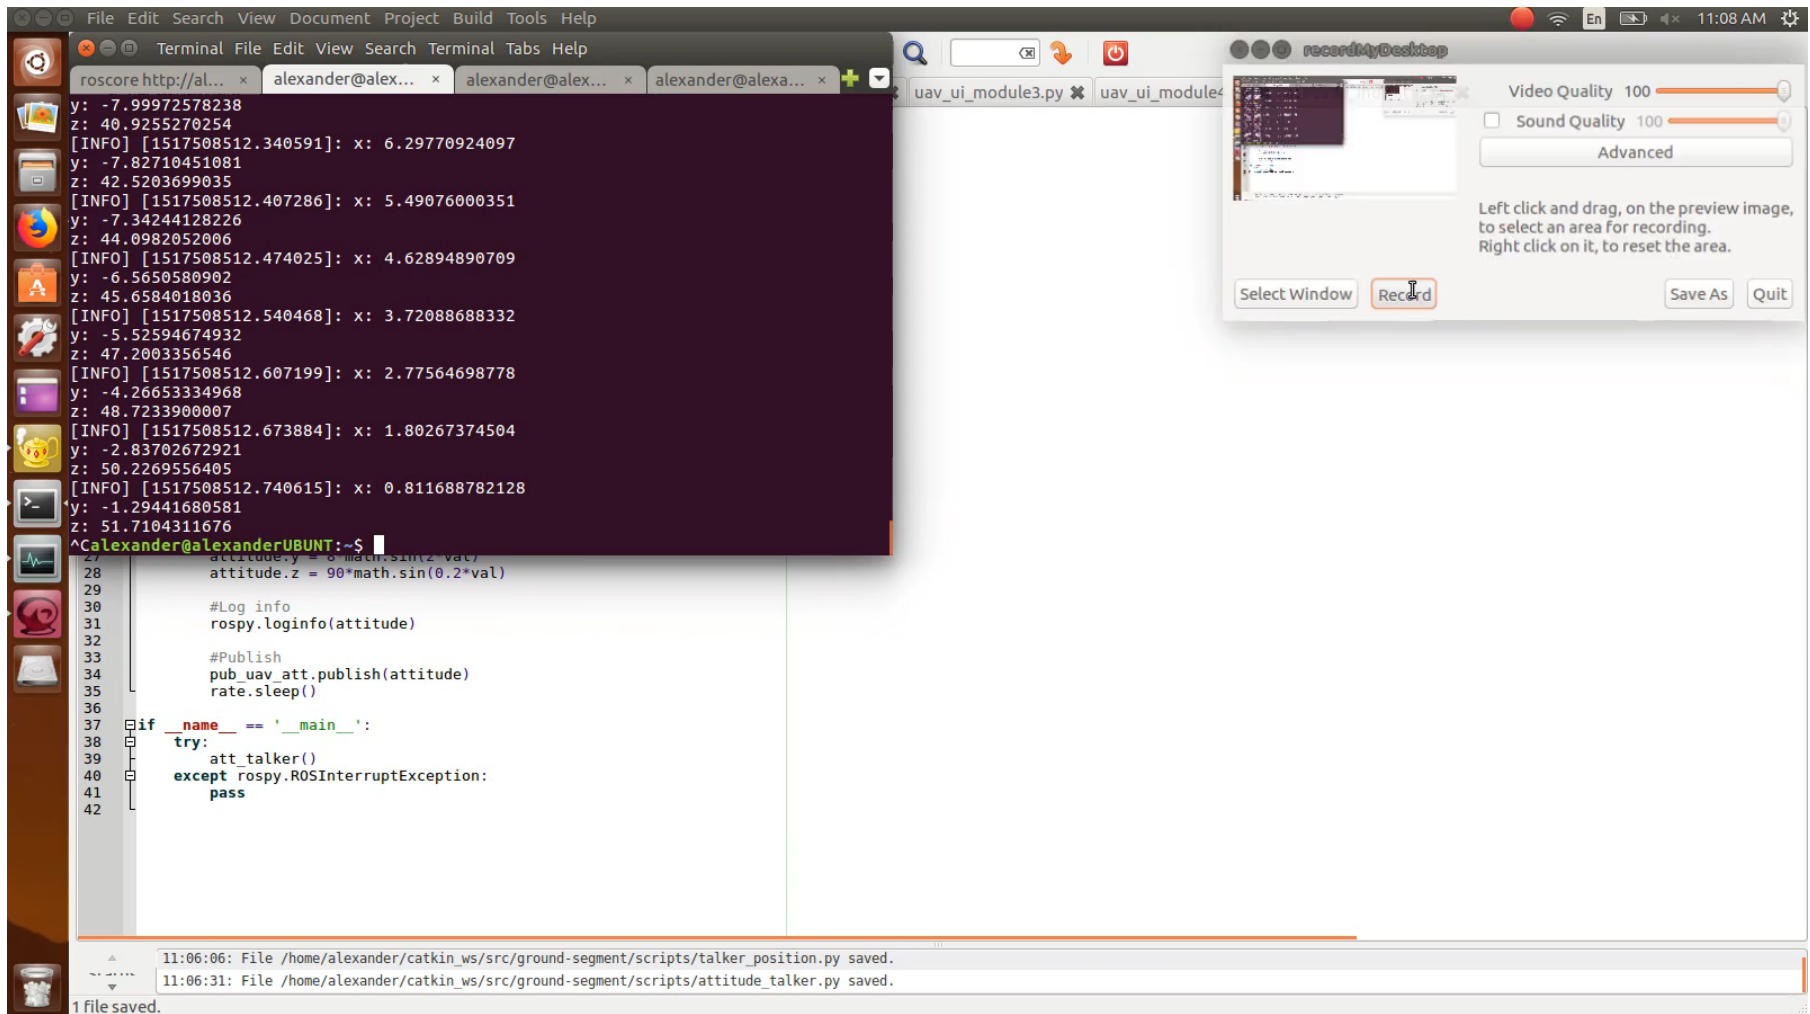 File Edit Search View Document Project Build Tools Help
En 11:08 AM
Terminal File Edit View Search Terminal Tabs Help
roscore http://al... × alexander@alex... × alexander@alex... × alexander@alexa... ×
uav_ui_module3.py uav_ui_module4
y: -7.99972578238
z: 40.9255270254
[INFO] [1517508512.340591]: x: 6.29770924097
y: -7.82710451081
z: 42.5203699035
[INFO] [1517508512.407286]: x: 5.49076000351
y: -7.34244128226
z: 44.0982052006
[INFO] [1517508512.474025]: x: 4.62894890709
y: -6.5650580902
z: 45.6584018036
[INFO] [1517508512.540468]: x: 3.72088688332
y: -5.52594674932
z: 47.2003356546
[INFO] [1517508512.607199]: x: 2.77564698778
y: -4.26653334968
z: 48.7233900007
[INFO] [1517508512.673884]: x: 1.80267374504
y: -2.83702672921
z: 50.2269556405
[INFO] [1517508512.740615]: x: 0.811688782128
y: -1.29441680581
z: 51.7104311676
^Calexander@alexanderUBUNT:~$
recordMyDesktop
Video Quality 100
Sound Quality 100
Advanced
Left click and drag, on the preview image,
to select an area for recording.
Right click on it, to reset the area.
Select Window Record Save As Quit
27 attitude.y = 8*math.sin(2*val)
28 attitude.z = 90*math.sin(0.2*val)
29
30 #Log info
31 rospy.loginfo(attitude)
32
33 #Publish
34 pub_uav_att.publish(attitude)
35 rate.sleep()
36
37 if __name__ == '__main__':
38 try:
39 att_talker()
40 except rospy.ROSInterruptException:
41 pass
42
11:06:06: File /home/alexander/catkin_ws/src/ground-segment/scripts/talker_position.py saved.
11:06:31: File /home/alexander/catkin_ws/src/ground-segment/scripts/attitude_talker.py saved.
1 file saved.